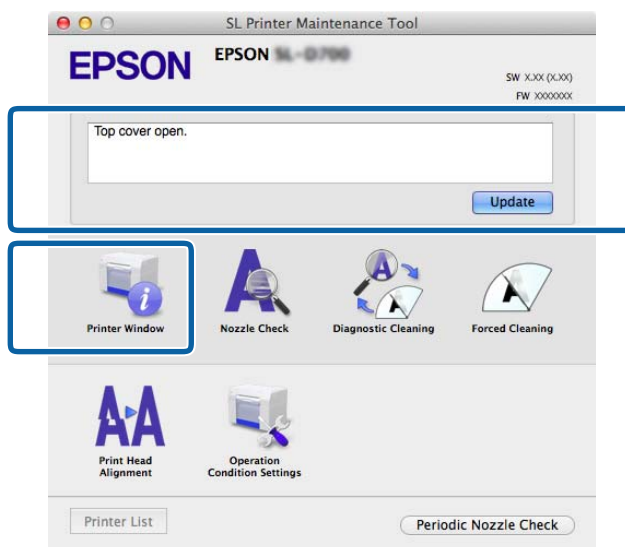 SL Printer Maintenance Tool
EPSON
EPSON
SW X.XX (X.XX)
FW XXXXXXX
Top cover open.
Update
Printer Window
Nozzle Check
Diagnostic Cleaning
Forced Cleaning
Print Head
Alignment
Operation
Condition Settings
Printer List
Periodic Nozzle Check